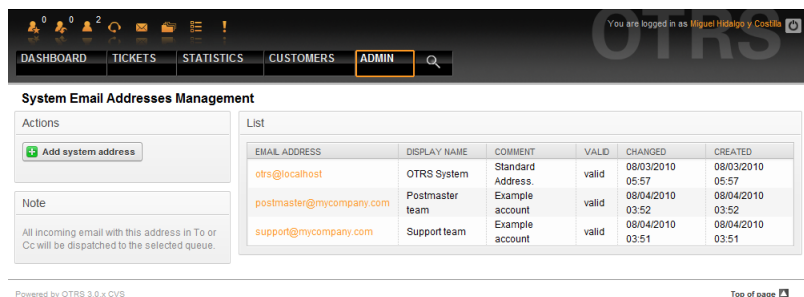 0 0 2
You are logged in as Miguel Hidalgo y Costilla
OTRS
DASHBOARD TICKETS STATISTICS CUSTOMERS ADMIN
System Email Addresses Management
Actions
Add system address
Note
All incoming email with this address in To or
Cc will be dispatched to the selected queue.
List
EMAIL ADDRESS DISPLAY NAME COMMENT VALID CHANGED CREATED
otrs@localhost OTRS System Standard Address. valid 08/03/2010 05:57 08/03/2010 05:57
postmaster@mycompany.com Postmaster team Example account valid 08/04/2010 03:52 08/04/2010 03:52
support@mycompany.com Support team Example account valid 08/04/2010 03:51 08/04/2010 03:51
Powered by OTRS 3.0.x CVS
Top of page